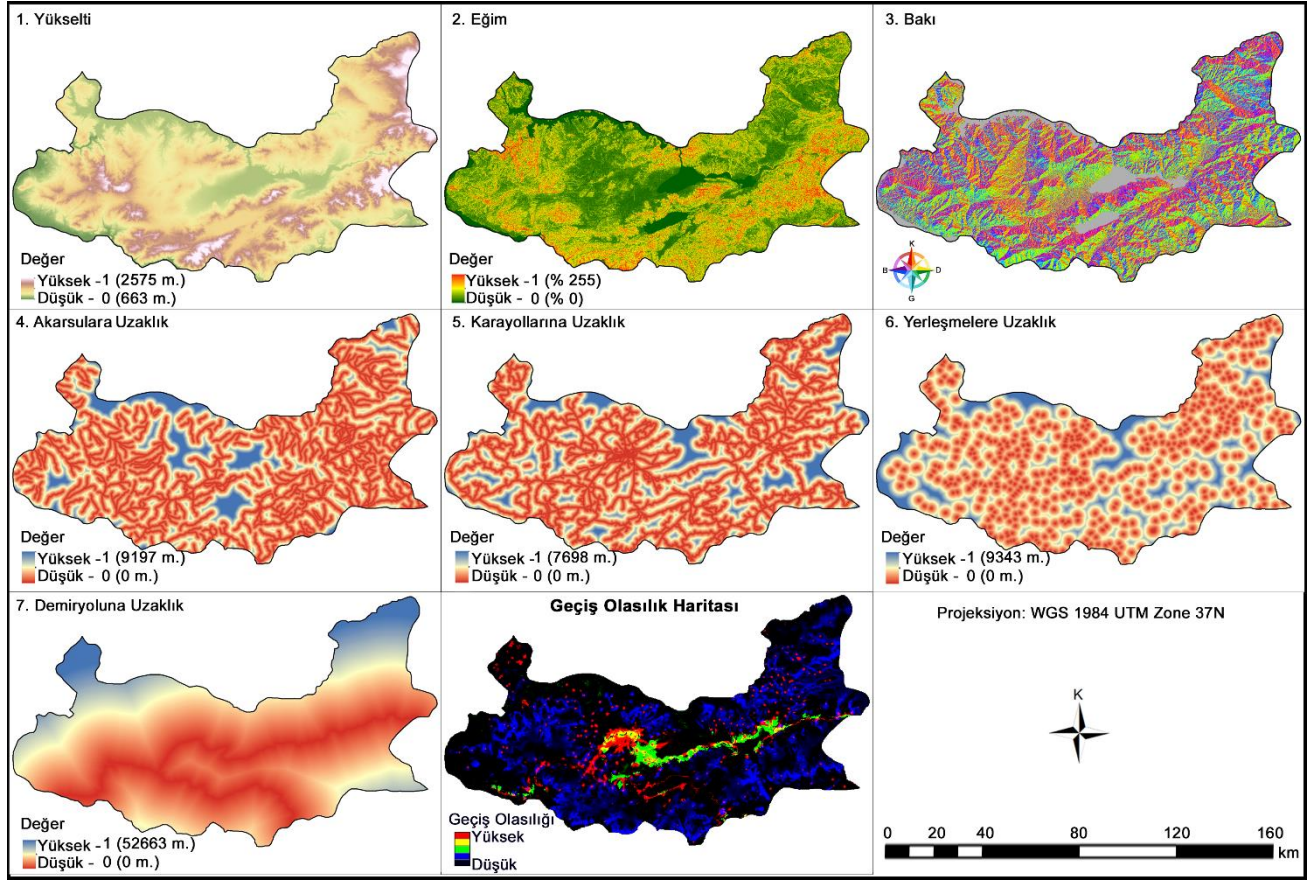 1. Yükselti
Değer
Yüksek -1 (2575 m.)
Düşük - 0 (663 m.)
2. Eğim
Değer
Yüksek -1 (% 255)
Düşük - 0 (% 0)
3. Bakı
K
B
D
G
4. Akarsulara Uzaklık
Değer
Yüksek -1 (9197 m.)
Düşük - 0 (0 m.)
5. Karayollarına Uzaklık
Değer
Yüksek -1 (7698 m.)
Düşük - 0 (0 m.)
6. Yerleşmelere Uzaklık
Değer
Yüksek -1 (9343 m.)
Düşük - 0 (0 m.)
7. Demiryoluna Uzaklık
Değer
Yüksek -1 (52663 m.)
Düşük - 0 (0 m.)
Geçiş Olasılık Haritası
Geçiş Olasılığı
Yüksek
Düşük
Projeksiyon: WGS 1984 UTM Zone 37N
K
0 20 40 80 120 160
km